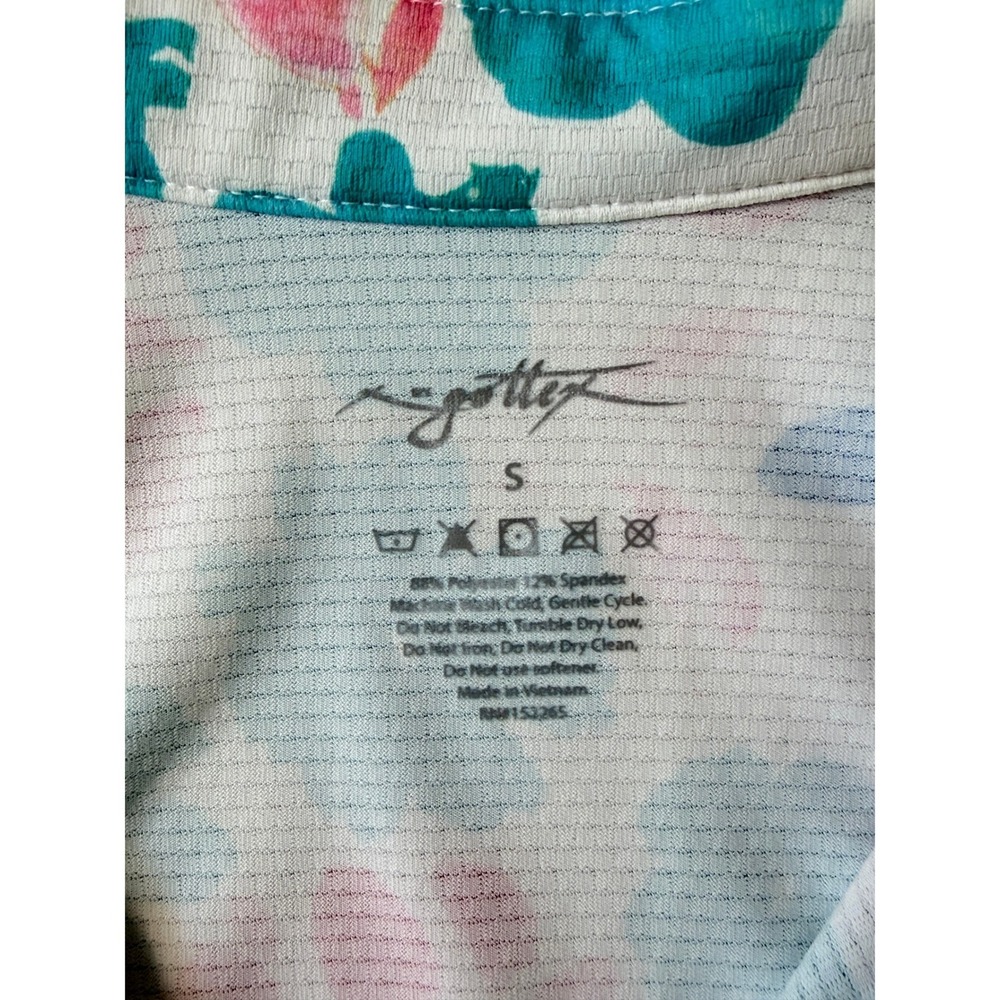 x-gottex
S
88% Polyester 12% Spandex
Machine Wash Cold, Gentle Cycle.
Do Not Bleach, Tumble Dry Low,
Do Not Iron, Do Not Dry Clean,
Do Not use softener.
Made in Vietnam.
RN#152265